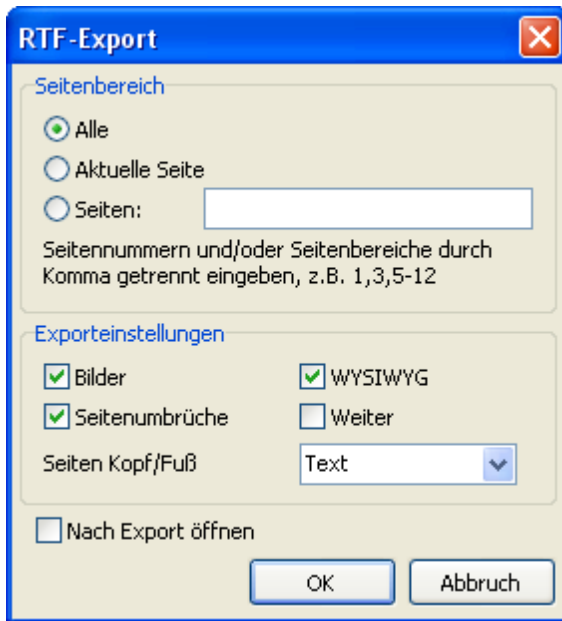 RTF-Export
Seitenbereich
Alle
Aktuelle Seite
Seiten:
Seitennummern und/oder Seitenbereiche durch
Komma getrennt eingeben, z.B. 1,3,5-12
Exporteinstellungen
Bilder WYSIWYG
Seitenumbrüche Weiter
Seiten Kopf/Fuß Text
Nach Export öffnen
OK Abbruch